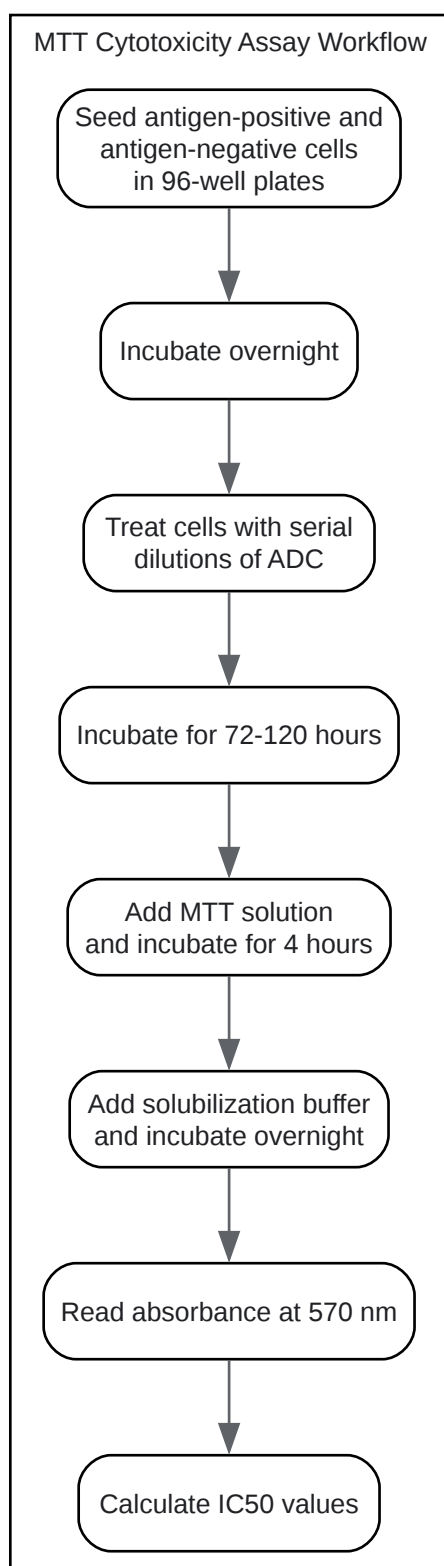 MTT Cytotoxicity Assay Workflow
Seed antigen-positive and
antigen-negative cells
in 96-well plates
Incubate overnight
Treat cells with serial
dilutions of ADC
Incubate for 72-120 hours
Add MTT solution
and incubate for 4 hours
Add solubilization buffer
and incubate overnight
Read absorbance at 570 nm
Calculate IC50 values